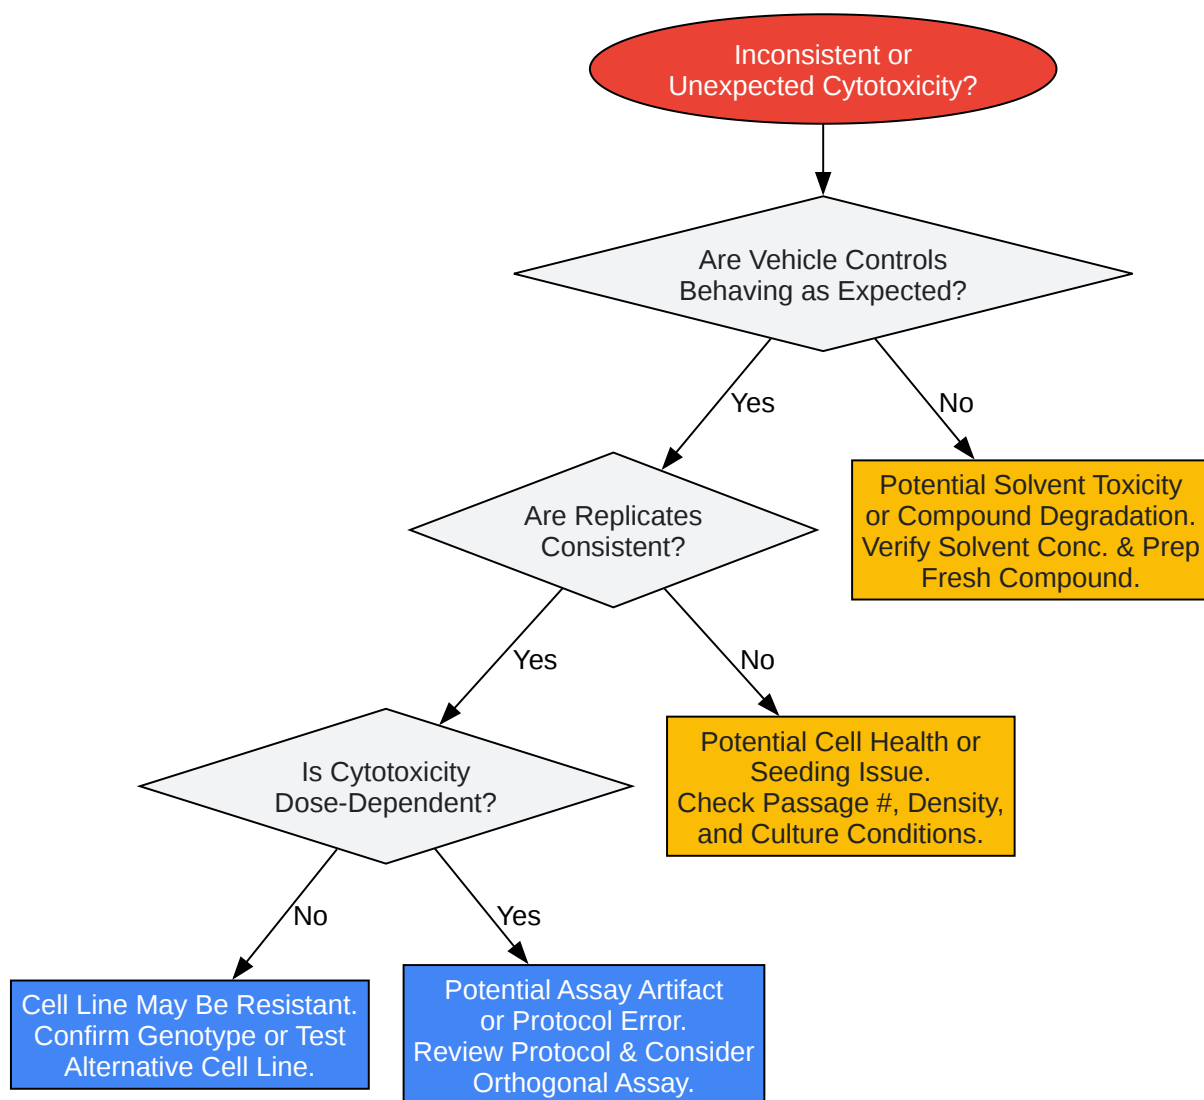 Inconsistent or
Unexpected Cytotoxicity?
Are Vehicle Controls
Behaving as Expected?
Yes
No
Are Replicates
Consistent?
Potential Solvent Toxicity
or Compound Degradation.
Verify Solvent Conc. & Prep
Fresh Compound.
Yes
No
Is Cytotoxicity
Dose-Dependent?
Potential Cell Health or
Seeding Issue.
Check Passage #, Density,
and Culture Conditions.
No
Yes
Cell Line May Be Resistant.
Confirm Genotype or Test
Alternative Cell Line.
Potential Assay Artifact
or Protocol Error.
Review Protocol & Consider
Orthogonal Assay.